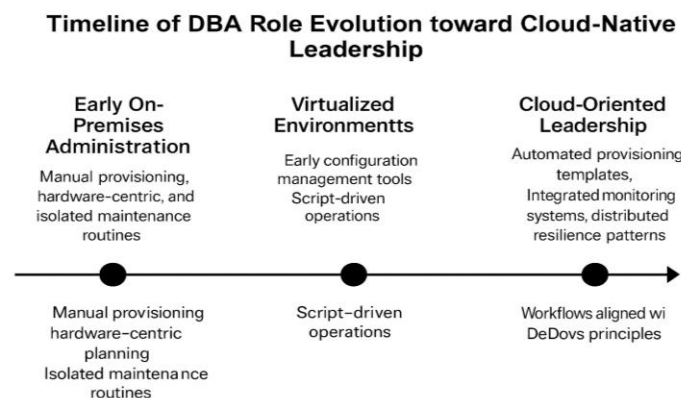 Timeline of DBA Role Evolution toward Cloud-Native
Leadership
Early On-
Premises
Administration
Manual provisioning,
hardware-centric, and
isolated maintenance
routines
Virtualized
Environmentts
Early configuration
management tools
Script-driven
operations
Cloud-Oriented
Leadership
Automated provisioning
templates,
Integrated monitoring
systems, distributed
resilience patterns
Manual provisioning
hardware-centric
planning
Isolated maintenance
routines
Script-driven
operations
Workflows aligned wi
DeDovs principles